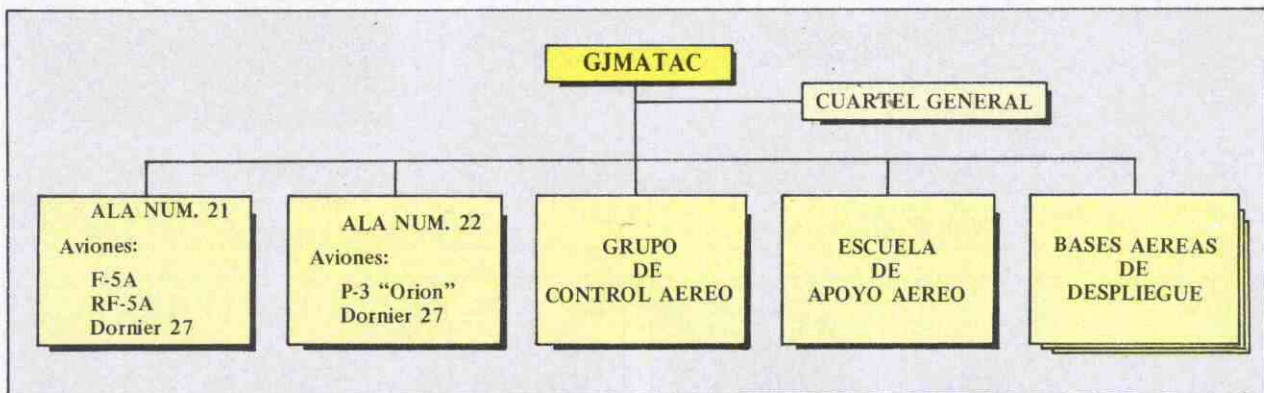 GJMATAC
CUARTEL GENERAL
ALA NUM. 21
Aviones:
F-5A
RF-5A
Dornier 27
ALA NUM. 22
Aviones:
P-3 “Orion”
Dornier 27
GRUPO
DE
CONTROL AEREO
ESCUELA
DE
APOYO AEREO
BASES AEREAS
DE
DESPLIEGUE